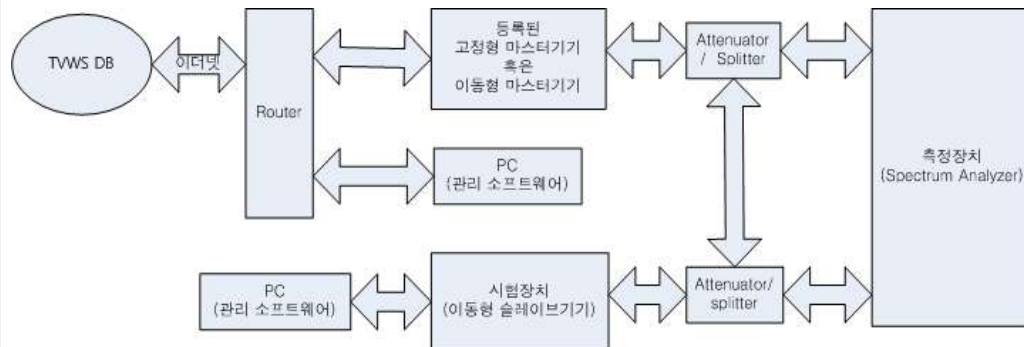 TVWS DB
이더넷
Router
등록된
고정형 마스터기기
혹은
이동형 마스터기기
Attenuator
/ Splitter
PC
(관리 소프트웨어)
측정장치
(Spectrum Analyzer)
PC
(관리 소프트웨어)
시험장치
(이동형 슬레이브기기)
Attenuator/
splitter